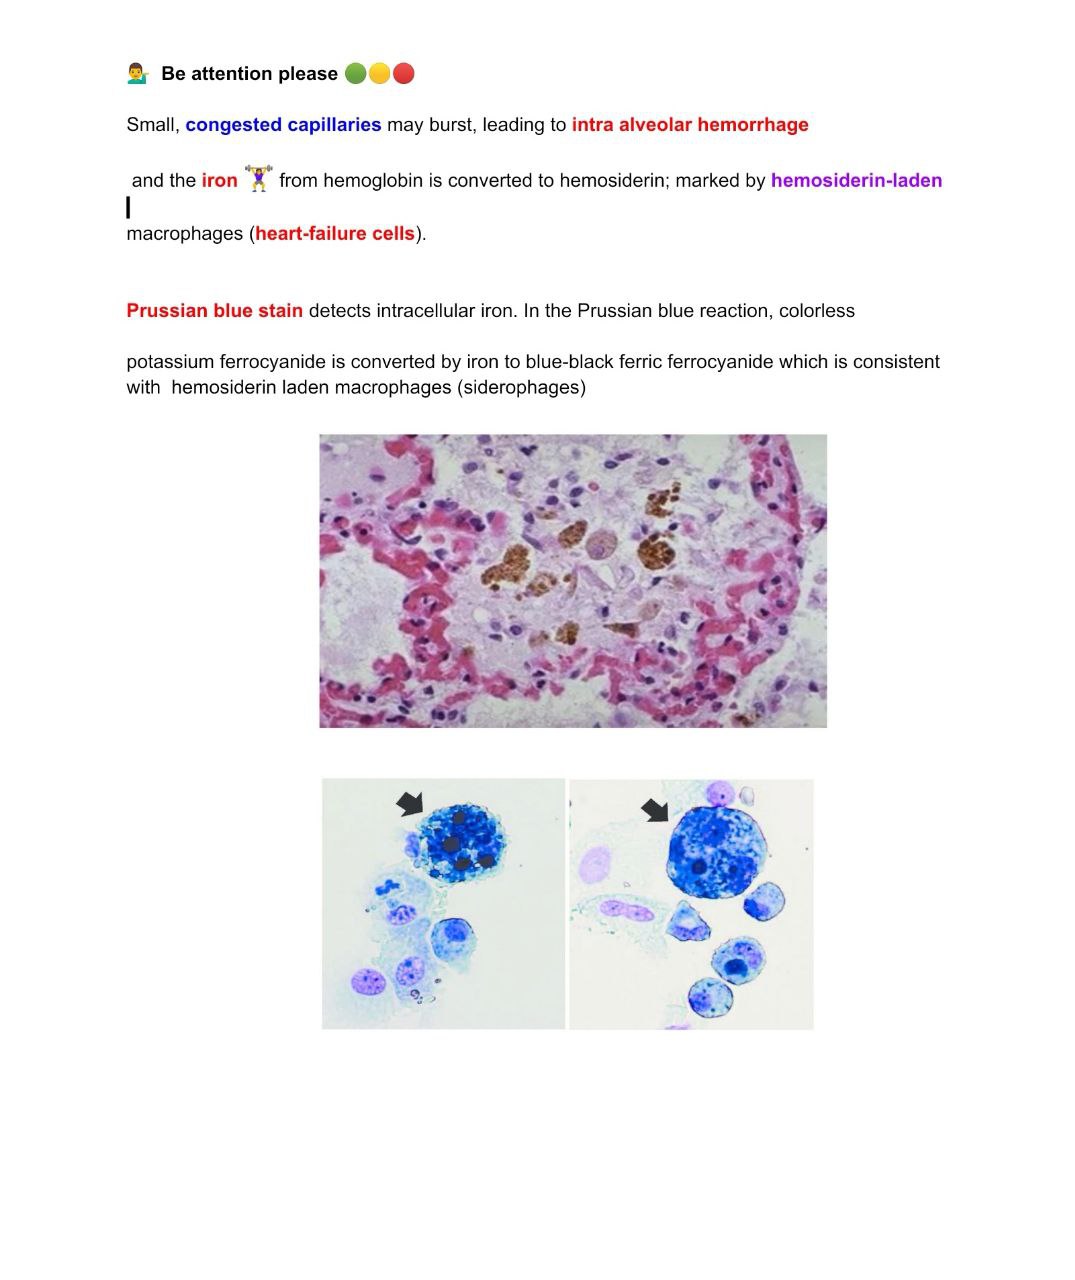 💁‍♂️ Be attention please 🟢🟡🔴
Small, congested capillaries may burst, leading to intra alveolar hemorrhage
and the iron 🏋️‍♀️ from hemoglobin is converted to hemosiderin; marked by hemosiderin-laden
macrophages (heart-failure cells).
Prussian blue stain detects intracellular iron. In the Prussian blue reaction, colorless
potassium ferrocyanide is converted by iron to blue-black ferric ferrocyanide which is consistent
with hemosiderin laden macrophages (siderophages)